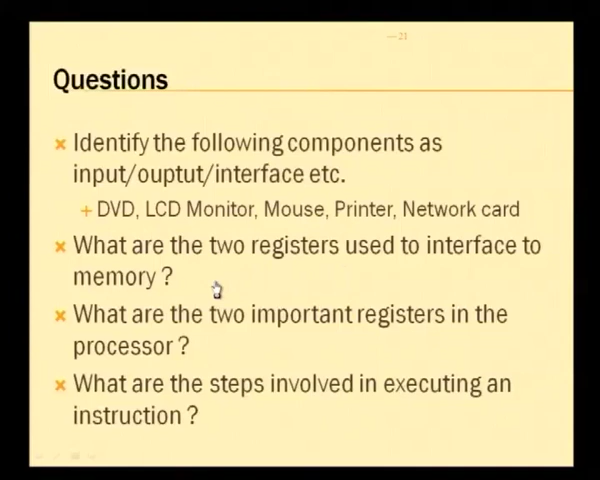 —21
Questions
Identify the following components as
input/ouptut/interface etc.
+ DVD, LCD Monitor, Mouse, Printer, Network card
What are the two registers used to interface to
memory ?
What are the two important registers in the
processor ?
What are the steps involved in executing an
instruction ?